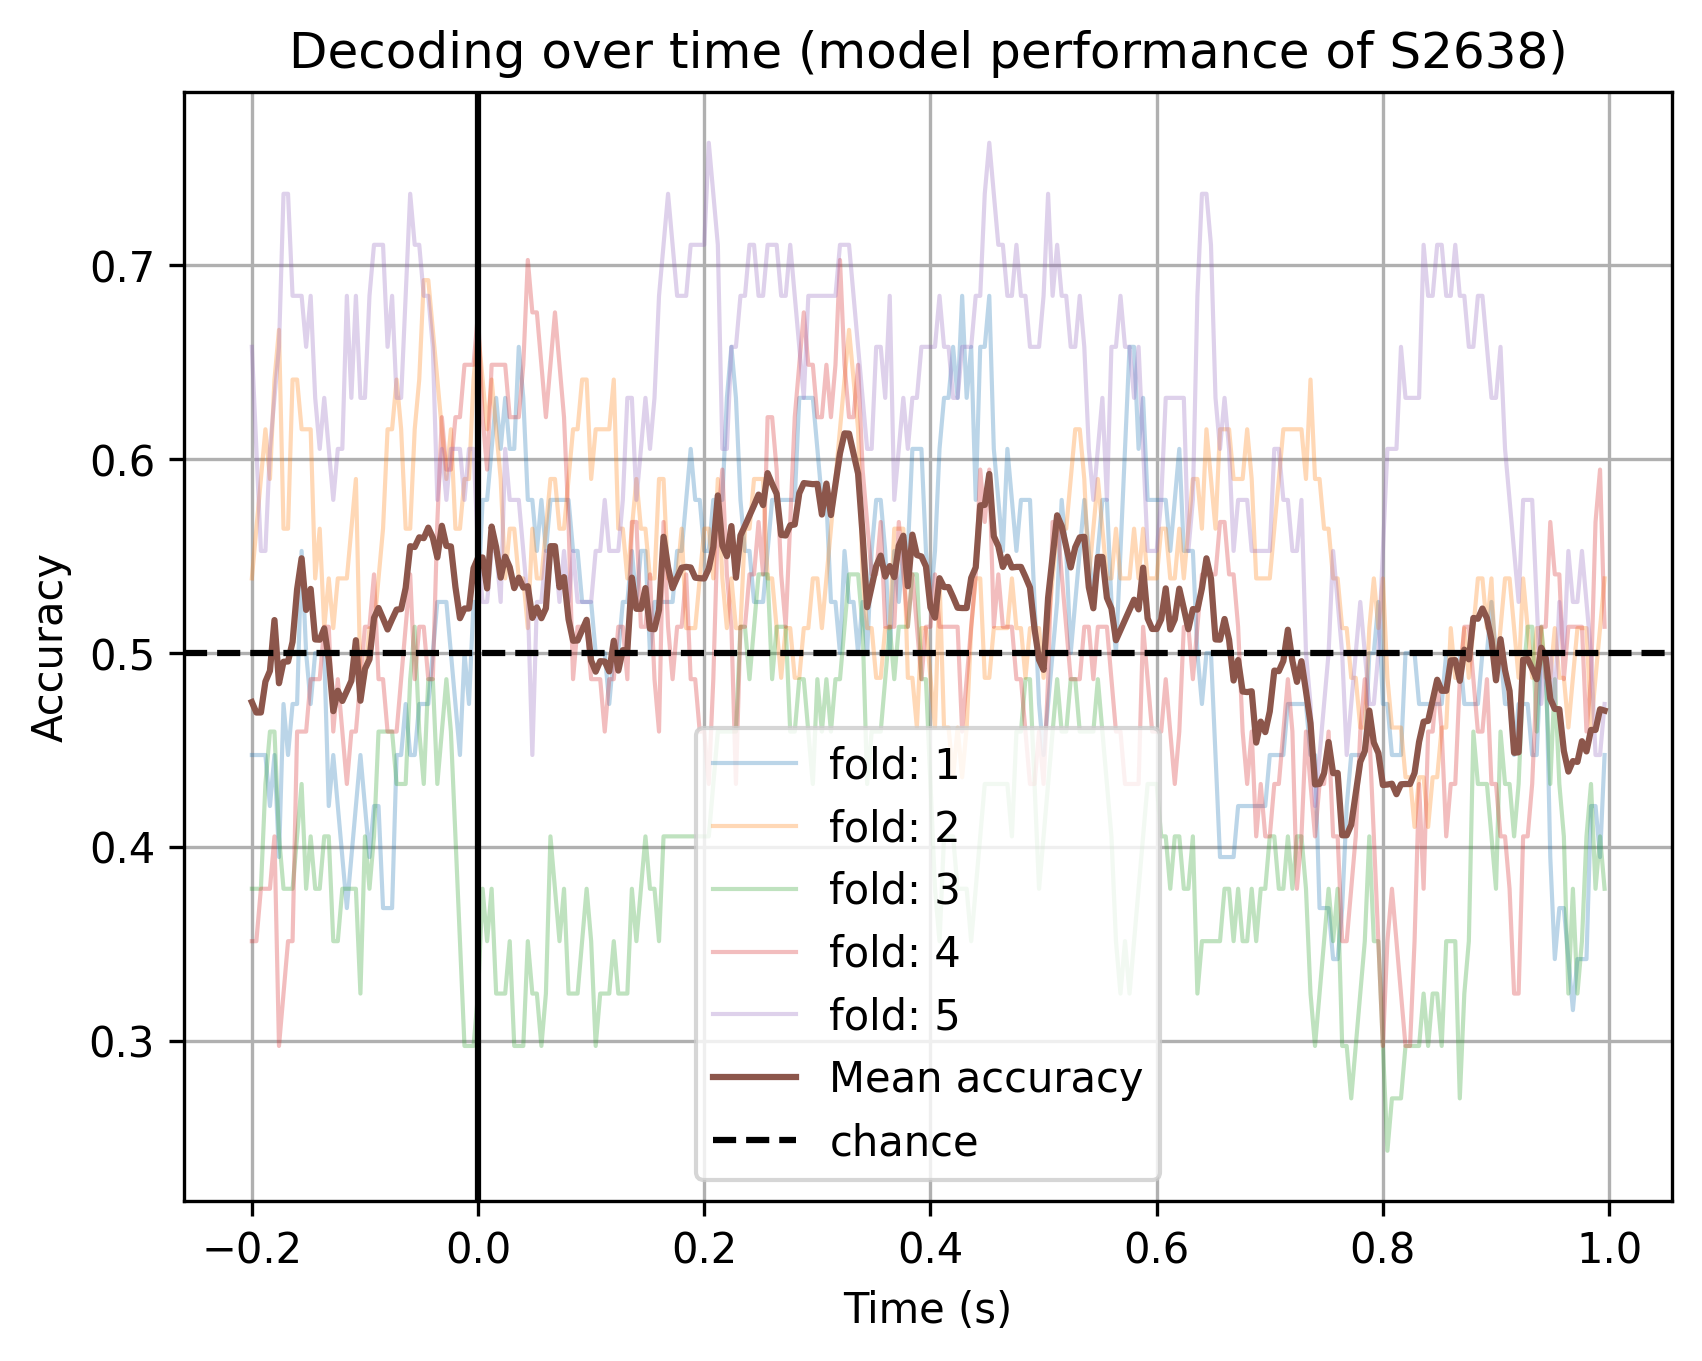 Decoding over time (model performance of S2638)
Accuracy
0.7
0.6
0.5
0.4
0.3
fold: 1
fold: 2
fold: 3
fold: 4
fold: 5
Mean accuracy
chance
−0.2 0.0 0.2 0.4 0.6 0.8 1.0
Time (s)